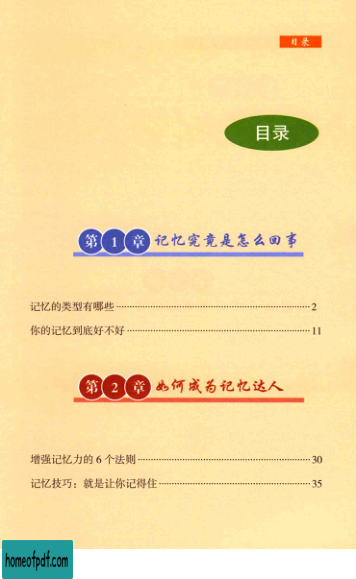 目录
目录
第1章 记忆究竟是怎么回事
记忆的类型有哪些 ······ 2
你的记忆到底好不好 ······ 11
第2章 如何成为记忆达人
增强记忆力的 6 个法则 ······ 30
记忆技巧：就是让你记得住 ······ 35
homeofpdf.com